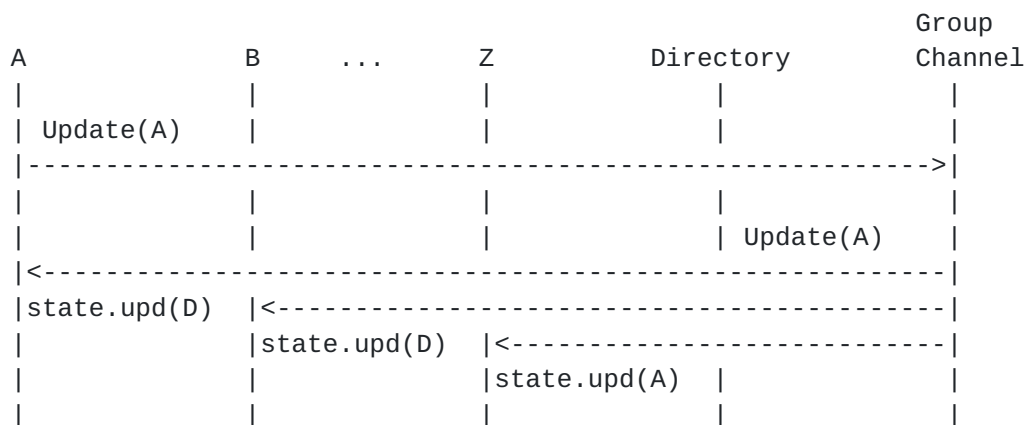 Group
A              B     ...      Z          Directory        Channel
|              |              |              |              |
| Update(A)    |              |              |              |
|---------------------------------------------------------->|
|              |              |              |              |
|              |              |              | Update(A)    |
|<----------------------------------------------------------|
|state.upd(D)  |<-------------------------------------------|
|              |state.upd(D)  |<----------------------------|
|              |              |state.upd(A)  |              |
|              |              |              |              |